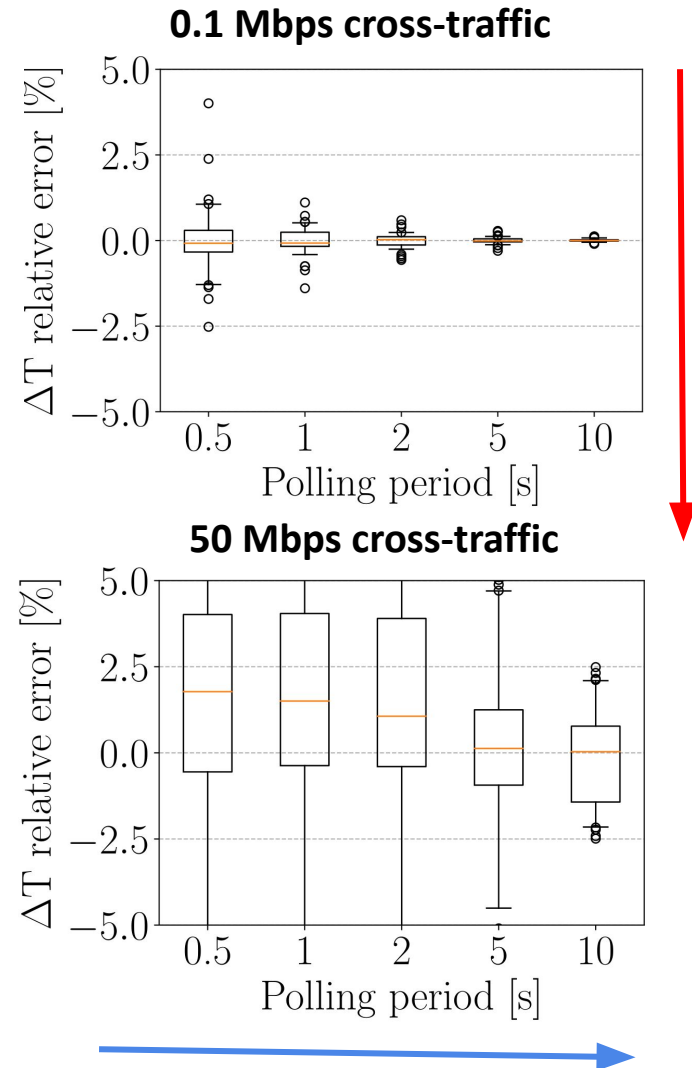 0.1 Mbps cross-traffic
ΔT relative error [%]
5.0
2.5
0.0
−2.5
−5.0
0.5 1 2 5 10
Polling period [s]
50 Mbps cross-traffic
ΔT relative error [%]
5.0
2.5
0.0
−2.5
−5.0
0.5 1 2 5 10
Polling period [s]